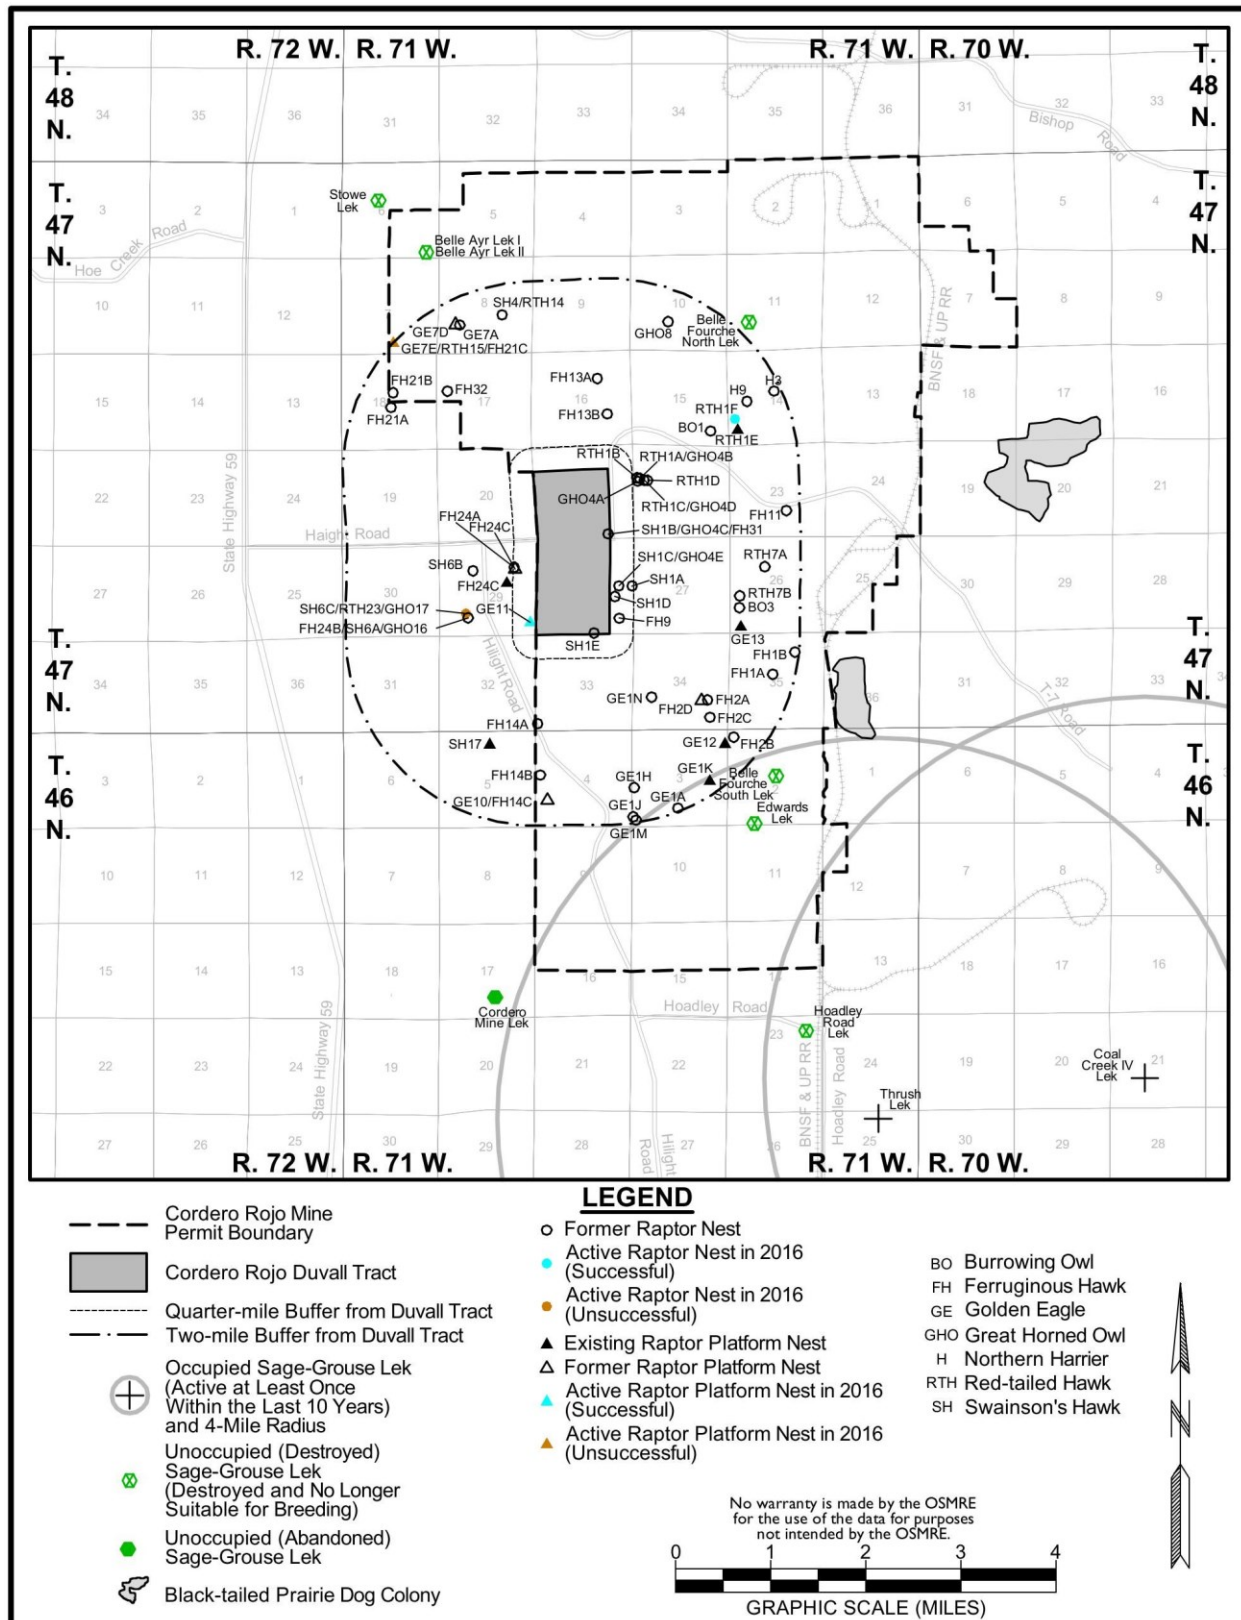 R. 72 W. R. 71 W.
R. 71 W. R. 70 W.
T.
48
N.
T.
48
N.
34
35
36
31
32
33
34
35
36
31
32
33
Bishop Road
T.
47
N.
T.
47
N.
3
2
1
6
5
4
3
2
1
6
5
4
Stowe
Lek
Hoe Creek Road
Belle Ayr Lek I
Belle Ayr Lek II
10
11
12
8
9
10
11
12
7
8
9
SH4/RTH14
GE7D
GE7A
GE7E/RTH15/FH21C
GHO8
Belle
Fourche
North Lek
BNSF & UP RR
FH21B
FH32
FH21A
18
17
FH13A
FH13B
15
14
H3
H9
RTH1F
BO1
RTH1E
State Highway 59
22
23
24
19
20
RTH1B
RTH1A/GHO4B
RTH1D
GHO4A
RTH1C/GHO4D
23
FH11
19
20
21
FH24A
FH24C
Haight Road
SH1B/GHO4C/FH31
SH6B
FH24C
SH1C/GHO4E
SH1A
RTH7A
27
26
25
30
29
28
27
26
25
30
29
SH1D
RTH7B
BO3
SH6C/RTH23/GHO17
GE11
FH24B/SH6A/GHO16
FH9
GE13
SH1E
FH1B
T.
47
N.
T.
47
N.
34
35
36
31
32
34
35
36
31
32
33
34
Hilight Road
FH1A
GE1N
FH2A
FH2D
FH2C
T-7 Road
FH14A
SH17
GE12
FH2B
T.
46
N.
T.
46
N.
3
2
1
6
5
4
3
2
1
6
5
4
FH14B
GE1H
GE1K
Belle
Fourche
South Lek
GE10/FH14C
GE1J
GE1A
GE1M
Edwards
Lek
10
11
12
7
8
10
11
12
7
8
9
15
14
13
18
17
16
15
13
18
17
16
Cordero
Mine Lek
Hoadley Road
Hoadley
Road
Lek
22
23
24
19
20
22
23
24
19
20
21
State Highway 59
BNSF & UP RR
Hoadley Road
Coal
Creek IV
Lek
Thrush
Lek
27
26
25
30
29
28
27
26
25
30
29
28
Hilight
Road
R. 72 W. R. 71 W.
R. 71 W. R. 70 W.
LEGEND
Cordero Rojo Mine
Permit Boundary
Cordero Rojo Duvall Tract
Quarter-mile Buffer from Duvall Tract
Two-mile Buffer from Duvall Tract
Occupied Sage-Grouse Lek
(Active at Least Once
Within the Last 10 Years)
and 4-Mile Radius
Unoccupied (Destroyed)
Sage-Grouse Lek
(Destroyed and No Longer
Suitable for Breeding)
Unoccupied (Abandoned)
Sage-Grouse Lek
Black-tailed Prairie Dog Colony
Former Raptor Nest
Active Raptor Nest in 2016
(Successful)
Active Raptor Nest in 2016
(Unsuccessful)
Existing Raptor Platform Nest
Former Raptor Platform Nest
Active Raptor Platform Nest in 2016
(Successful)
Active Raptor Platform Nest in 2016
(Unsuccessful)
BO Burrowing Owl
FH Ferruginous Hawk
GE Golden Eagle
GHO Great Horned Owl
H Northern Harrier
RTH Red-tailed Hawk
SH Swainson's Hawk
N
No warranty is made by the OSMRE
for the use of the data for purposes
not intended by the OSMRE.
0 1 2 3 4
GRAPHIC SCALE (MILES)